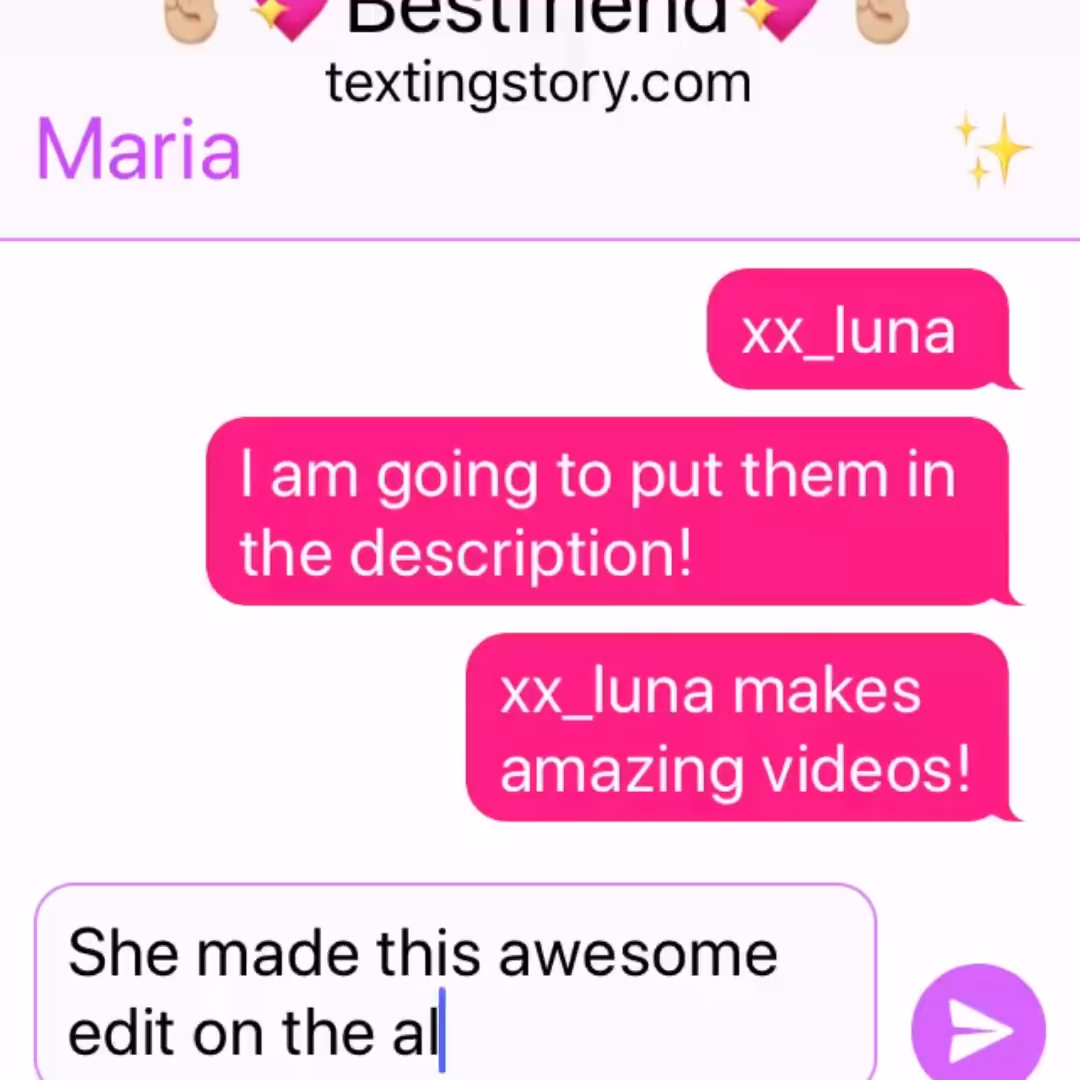 Bestfriend
textingstory.com
Maria
xx_luna
I am going to put them in
the description!
xx_luna makes
amazing videos!
She made this awesome
edit on the al